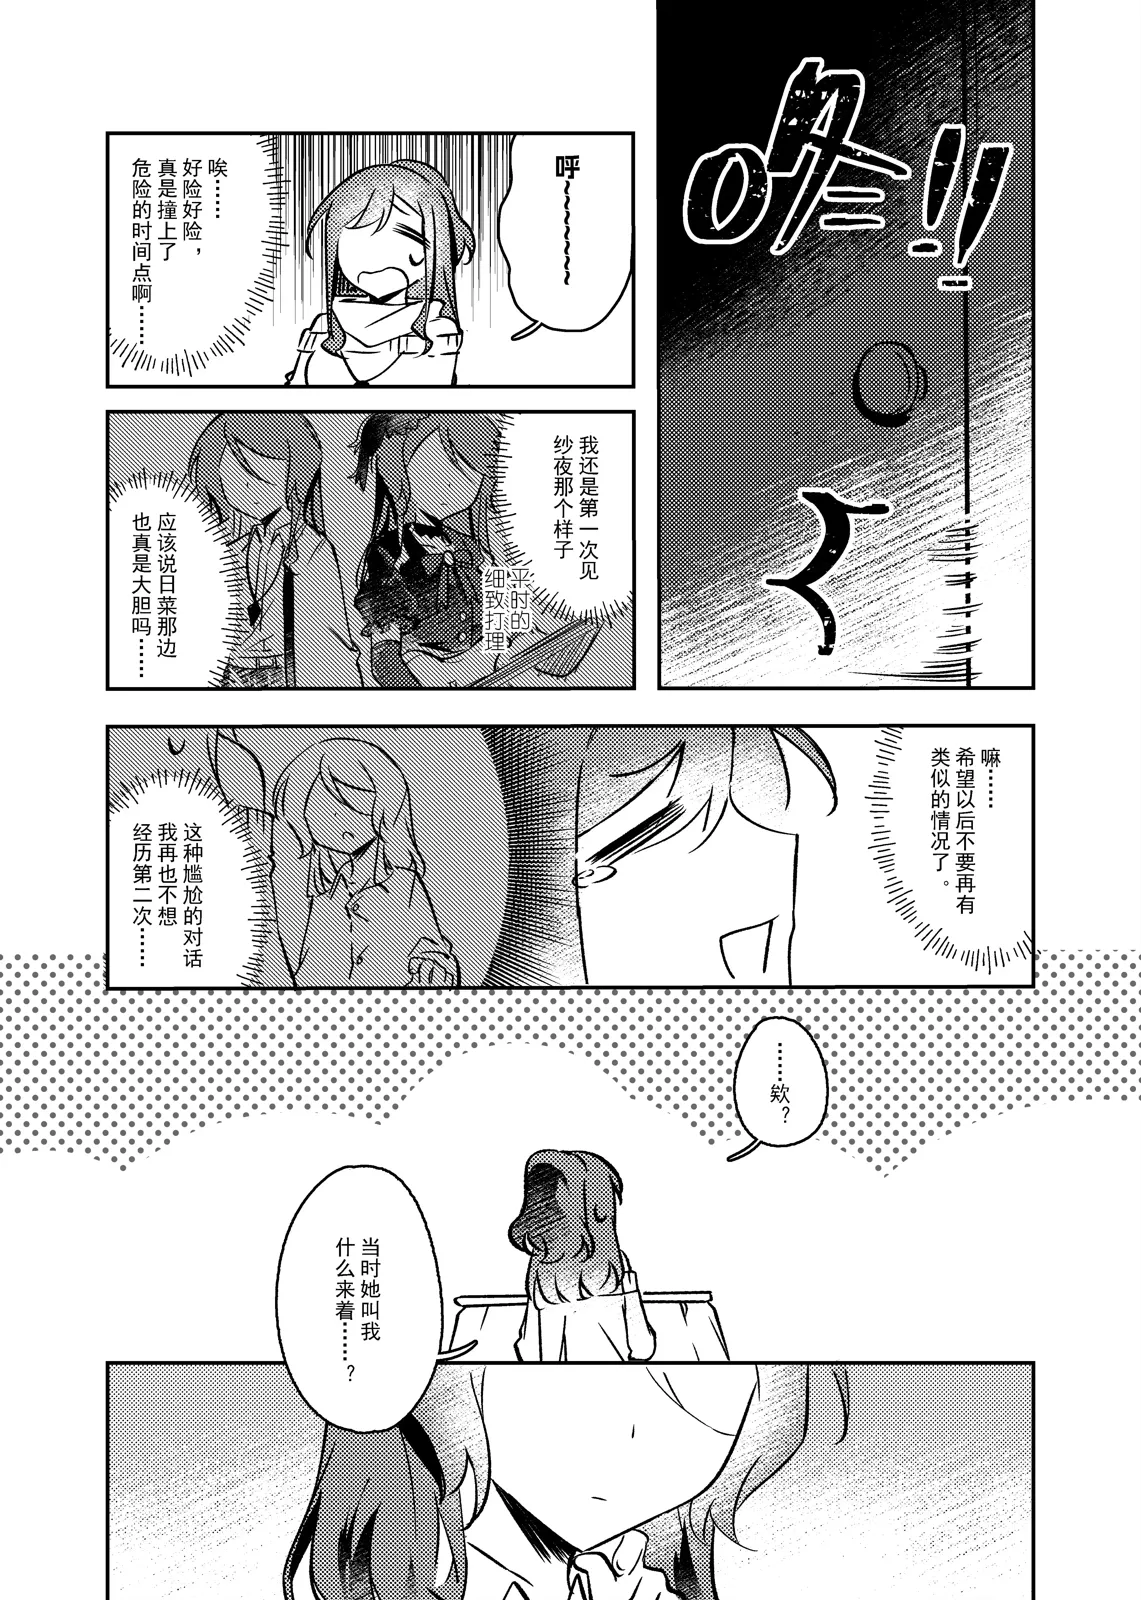 咚!!
呼~~~~~~
唉……
好险好险，
真是撞上了
危险的时间点啊……
我还是第一次见
纱夜那个样子
平时的
细致打理
应该说日菜那边
也真是大胆吗……
嘛……
希望以后不要再有
类似的情况了。
这种尴尬的对话
我再也不想
经历第二次……
……欸？
当时她叫我
什么来着……？